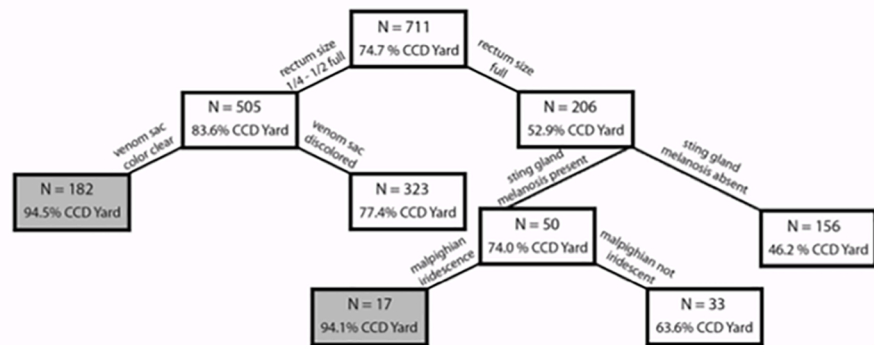 N = 711
74.7 % CCD Yard
rectum size
1/4 - 1/2 full
rectum size
full
N = 505
83.6% CCD Yard
N = 206
52.9% CCD Yard
venom sac
color clear
venom sac
discolored
sting gland
melanosis present
sting gland
melanosis absent
N = 182
94.5% CCD Yard
N = 323
77.4% CCD Yard
N = 50
74.0% CCD Yard
N = 156
46.2 % CCD Yard
malpighian
iridescence
malpighian not
iridescent
N = 17
94.1% CCD Yard
N = 33
63.6% CCD Yard